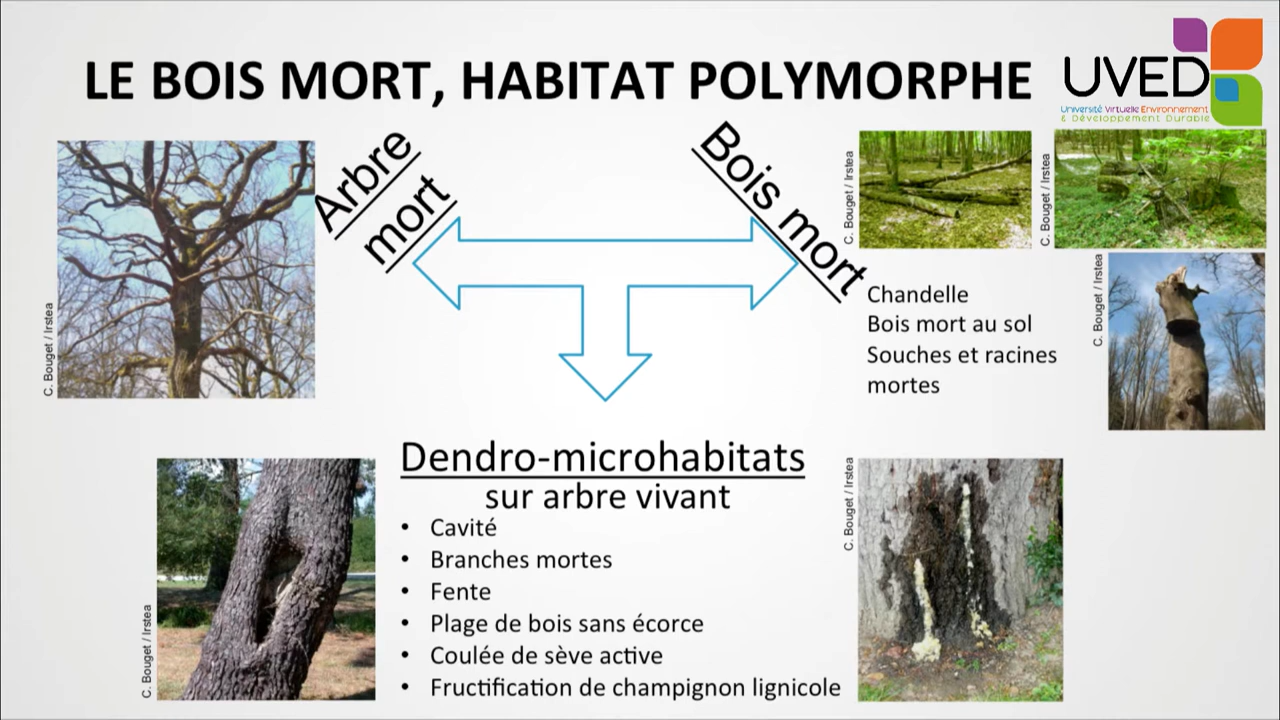 LE BOIS MORT, HABITAT POLYMORPHE
UVED
Université Virtuelle Environnement
& Développement Durable
Arbre
mort
Bois mort
C. Bouget / Irstea
C. Bouget / Irstea
C. Bouget / Irstea
C. Bouget / Irstea
Chandelle
Bois mort au sol
Souches et racines
mortes
Dendro-microhabitats
sur arbre vivant
• Cavité
• Branches mortes
• Fente
• Plage de bois sans écorce
• Coulée de sève active
• Fructification de champignon lignicole
C. Bouget / Irstea
C. Bouget / Irstea